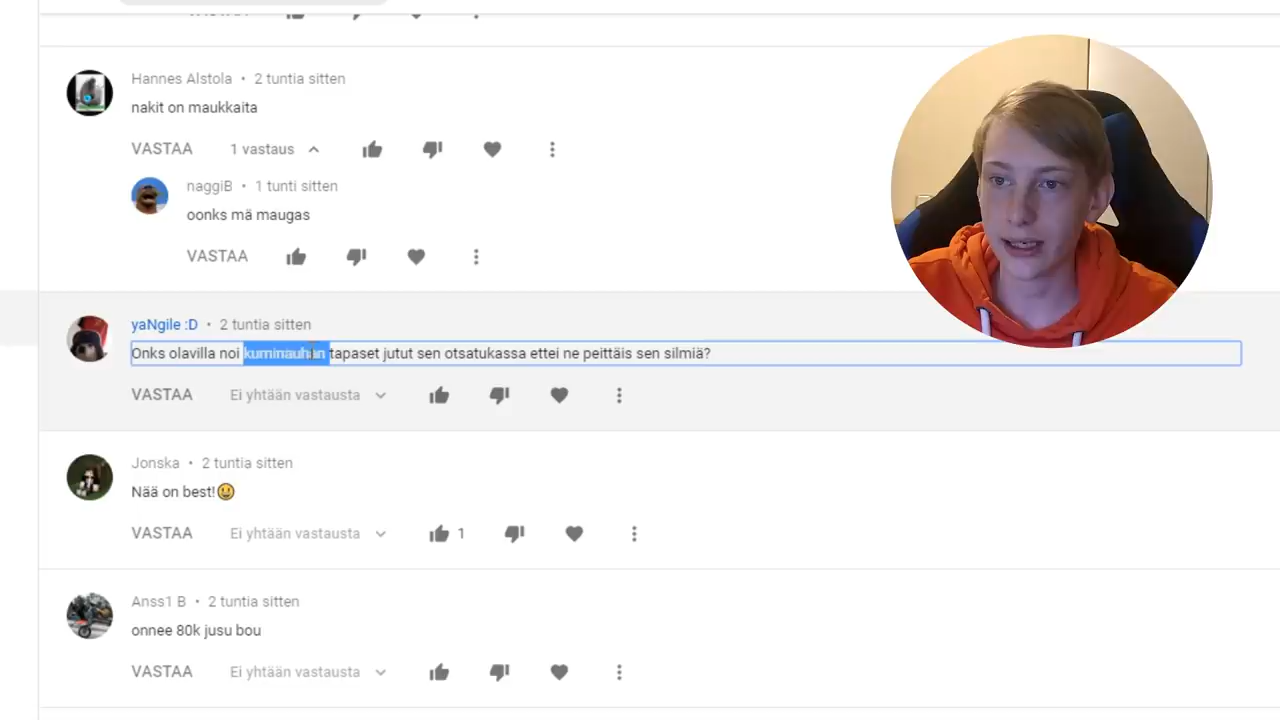 Hannes Alstola • 2 tuntia sitten
nakit on maukkaita
VASTAA 1 vastaus
naggiB • 1 tunti sitten
oonks mä maugas
VASTAA
yaNgile :D • 2 tuntia sitten
Onks olavilla noi kuminauhan tapaset jutut sen otsatukassa ettei ne peittäis sen silmiä?
VASTAA Ei yhtään vastausta
Jonska • 2 tuntia sitten
Nää on best!😃
VASTAA Ei yhtään vastausta 1
Anss1 B • 2 tuntia sitten
onnee 80k jusu bou
VASTAA Ei yhtään vastausta